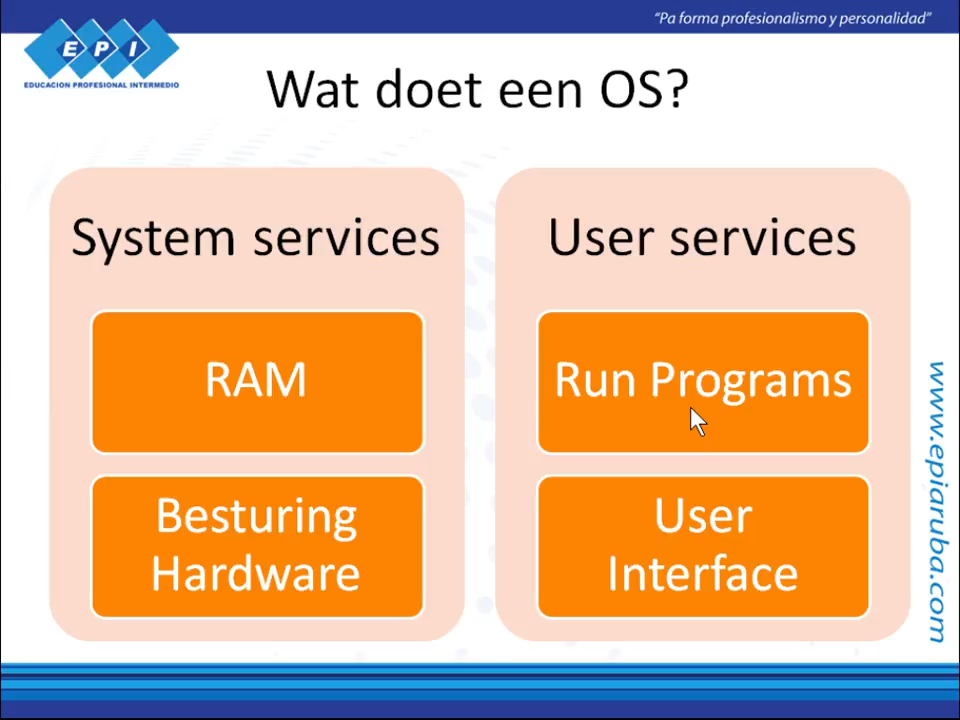 "Pa forma profesionalismo y personalidad"
EPI
EDUCACION PROFESIONAL INTERMEDIO
Wat doet een OS?
System services
RAM
Besturing
Hardware
User services
Run Programs
User
Interface
www.epiaruba.com